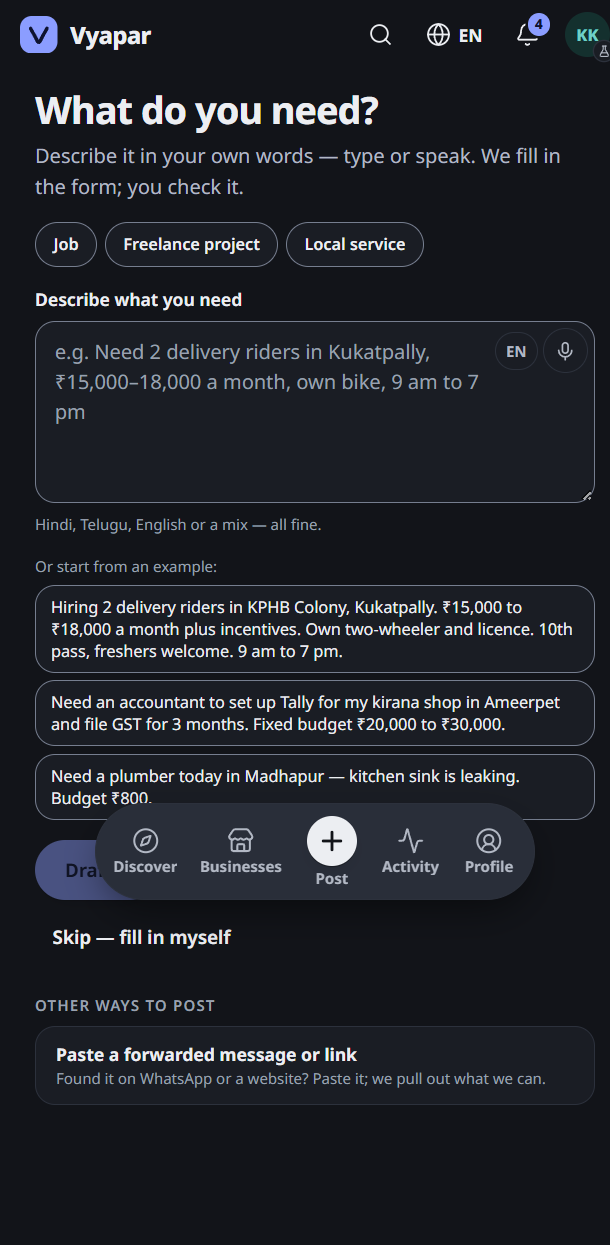 Vyapar
EN
4
KK
What do you need?
Describe it in your own words — type or speak. We fill in
the form; you check it.
Job
Freelance project
Local service
Describe what you need
e.g. Need 2 delivery riders in Kukatpally,
₹15,000–18,000 a month, own bike, 9 am to 7
pm
EN
Hindi, Telugu, English or a mix — all fine.
Or start from an example:
Hiring 2 delivery riders in KPHB Colony, Kukatpally. ₹15,000 to
₹18,000 a month plus incentives. Own two-wheeler and licence. 10th
pass, freshers welcome. 9 am to 7 pm.
Need an accountant to set up Tally for my kirana shop in Ameerpet
and file GST for 3 months. Fixed budget ₹20,000 to ₹30,000.
Need a plumber today in Madhapur — kitchen sink is leaking.
Budget ₹800.
Discover
Businesses
Post
Activity
Profile
Skip — fill in myself
OTHER WAYS TO POST
Paste a forwarded message or link
Found it on WhatsApp or a website? Paste it; we pull out what we can.